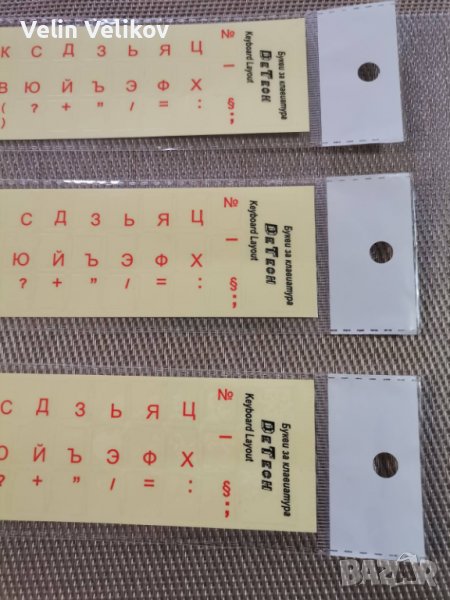 Velin Velikov
К С Д З Ь Я Ц №
В Ю Й Ъ Э Ф Х —
( ? + " / = : § ;
)
Букви за клавиатура
DeTech
Keyboard Layout
С Д З Ь Я Ц №
Ю Й Ъ Э Ф Х —
? + " / = : § ;
Букви за клавиатура
DeTech
Keyboard Layout
С Д З Ь Я Ц №
Ю Й Ъ Э Ф Х —
? + " / = : § ;
Букви за клавиатура
DeTech
Keyboard Layout
BAZAR